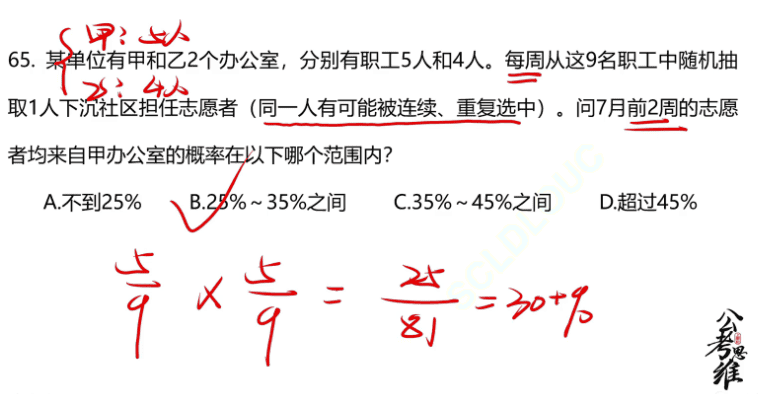 甲：5人
65. 某单位有甲和乙2个办公室，分别有职工5人和4人。每周从这9名职工中随机抽
乙：4人
取1人下沉社区担任志愿者（同一人有可能被连续、重复选中）。问7月前2周的志愿
者均来自甲办公室的概率在以下哪个范围内？
A.不到25% B.25%～35%之间 C.35%～45%之间 D.超过45%
5/9 × 5/9 = 25/81 = 30+%
公考思维